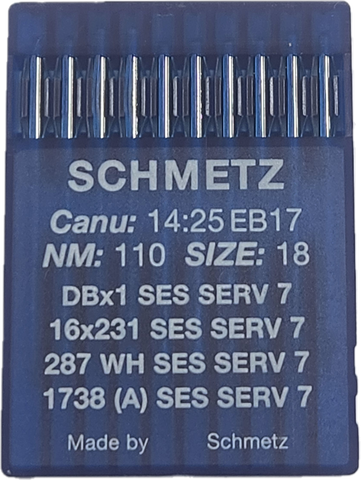 SCHMETZ
Canu: 14:25 EB17
NM: 110 SIZE: 18
DBx1 SES SERV 7
16x231 SES SERV 7
287 WH SES SERV 7
1738 (A) SES SERV 7
Made by Schmetz